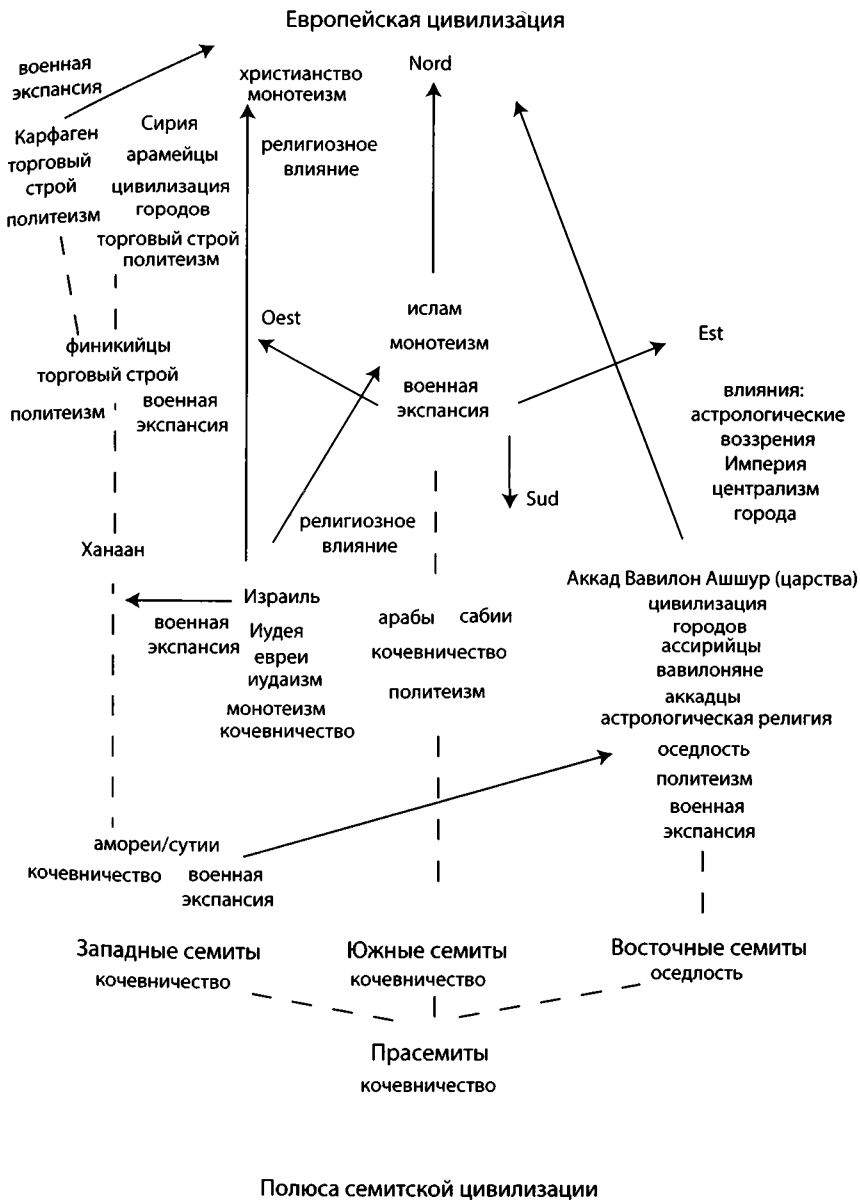 Европейская цивилизация
военная
экспансия
христианство
монотеизм
Nord
Карфаген
торговый
строй
политеизм
Сирия
арамейцы
цивилизация
городов
торговый строй
политеизм
религиозное
влияние
Oest
ислам
монотеизм
военная
экспансия
Est
финикийцы
торговый строй
политеизм
военная
экспансия
влияния:
астрологические
воззрения
Империя
централизм
города
Sud
религиозное
влияние
Ханаан
Израиль
военная
экспансия
Иудея
евреи
иудаизм
монотеизм
кочевничество
арабы сабии
кочевничество
политеизм
Аккад Вавилон Ашшур (царства)
цивилизация
городов
ассирийцы
вавилоняне
аккадцы
астрологическая религия
оседлость
политеизм
военная
экспансия
амореи/сутии
кочевничество
военная
экспансия
Западные семиты
кочевничество
Южные семиты
кочевничество
Восточные семиты
оседлость
Прасемиты
кочевничество
Полюса семитской цивилизации